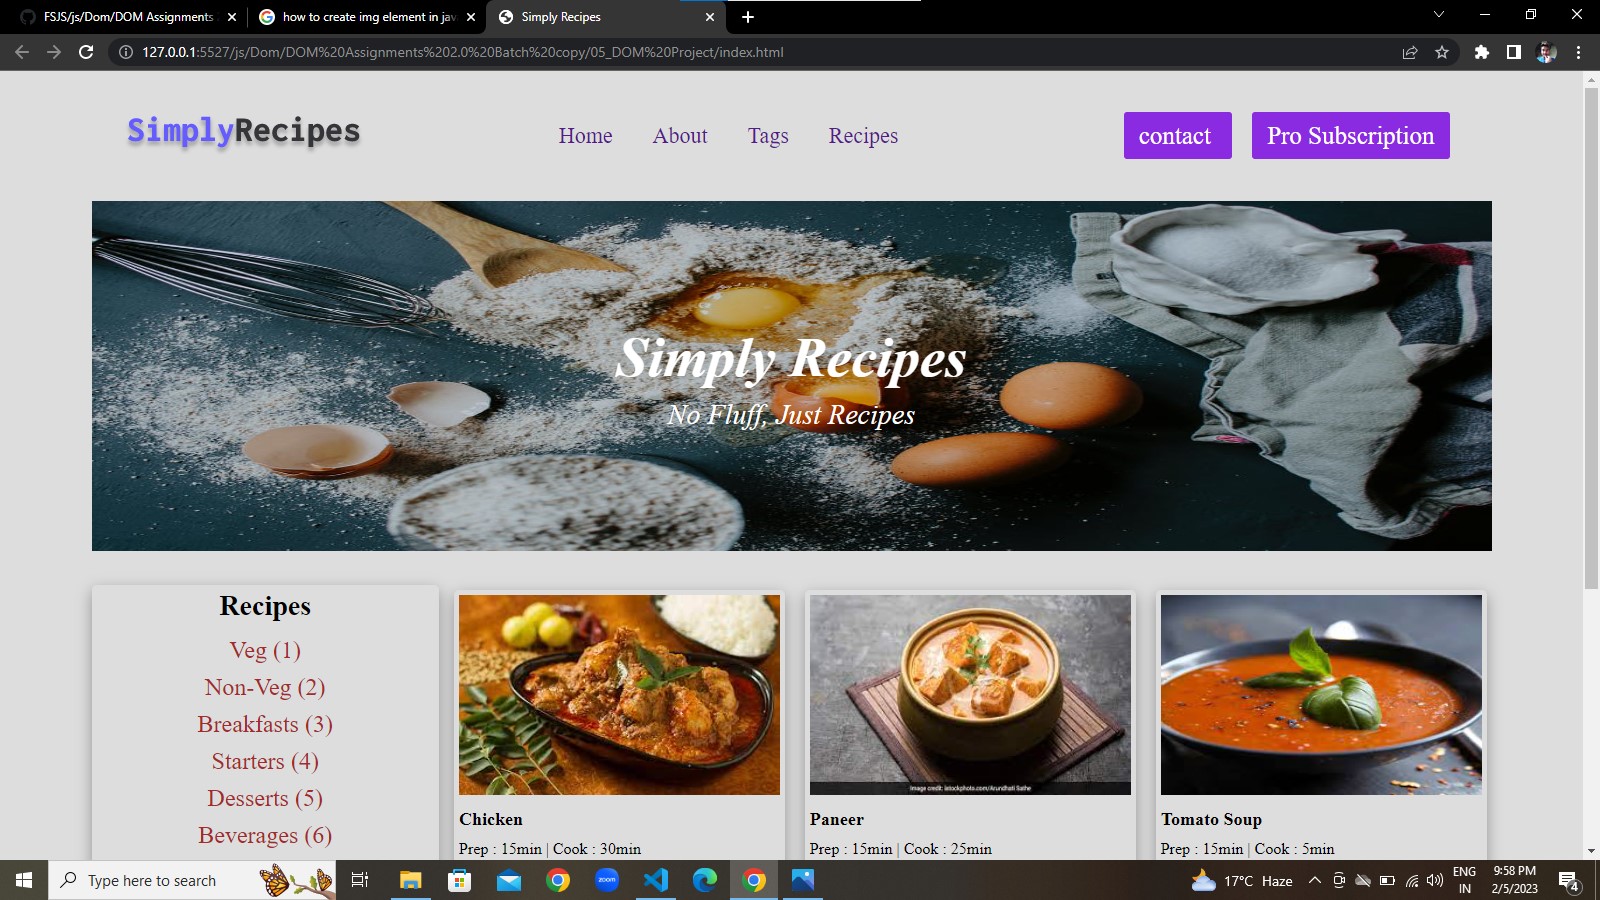 FSJS/js/Dom/DOM Assignments
how to create img element in jav
Simply Recipes
127.0.0.1:5527/js/Dom/DOM%20Assignments%202.0%20Batch%20copy/05_DOM%20Project/index.html
SimplyRecipes
Home About Tags Recipes
contact Pro Subscription
Simply Recipes
No Fluff, Just Recipes
Recipes
Veg (1)
Non-Veg (2)
Breakfasts (3)
Starters (4)
Desserts (5)
Beverages (6)
Image credit: istockphoto.com/Arundhati Sathe
Chicken
Prep : 15min | Cook : 30min
Paneer
Prep : 15min | Cook : 25min
Tomato Soup
Prep : 15min | Cook : 5min
Type here to search
zoom
17°C Haze
ENG
IN
9:58 PM
2/5/2023
4